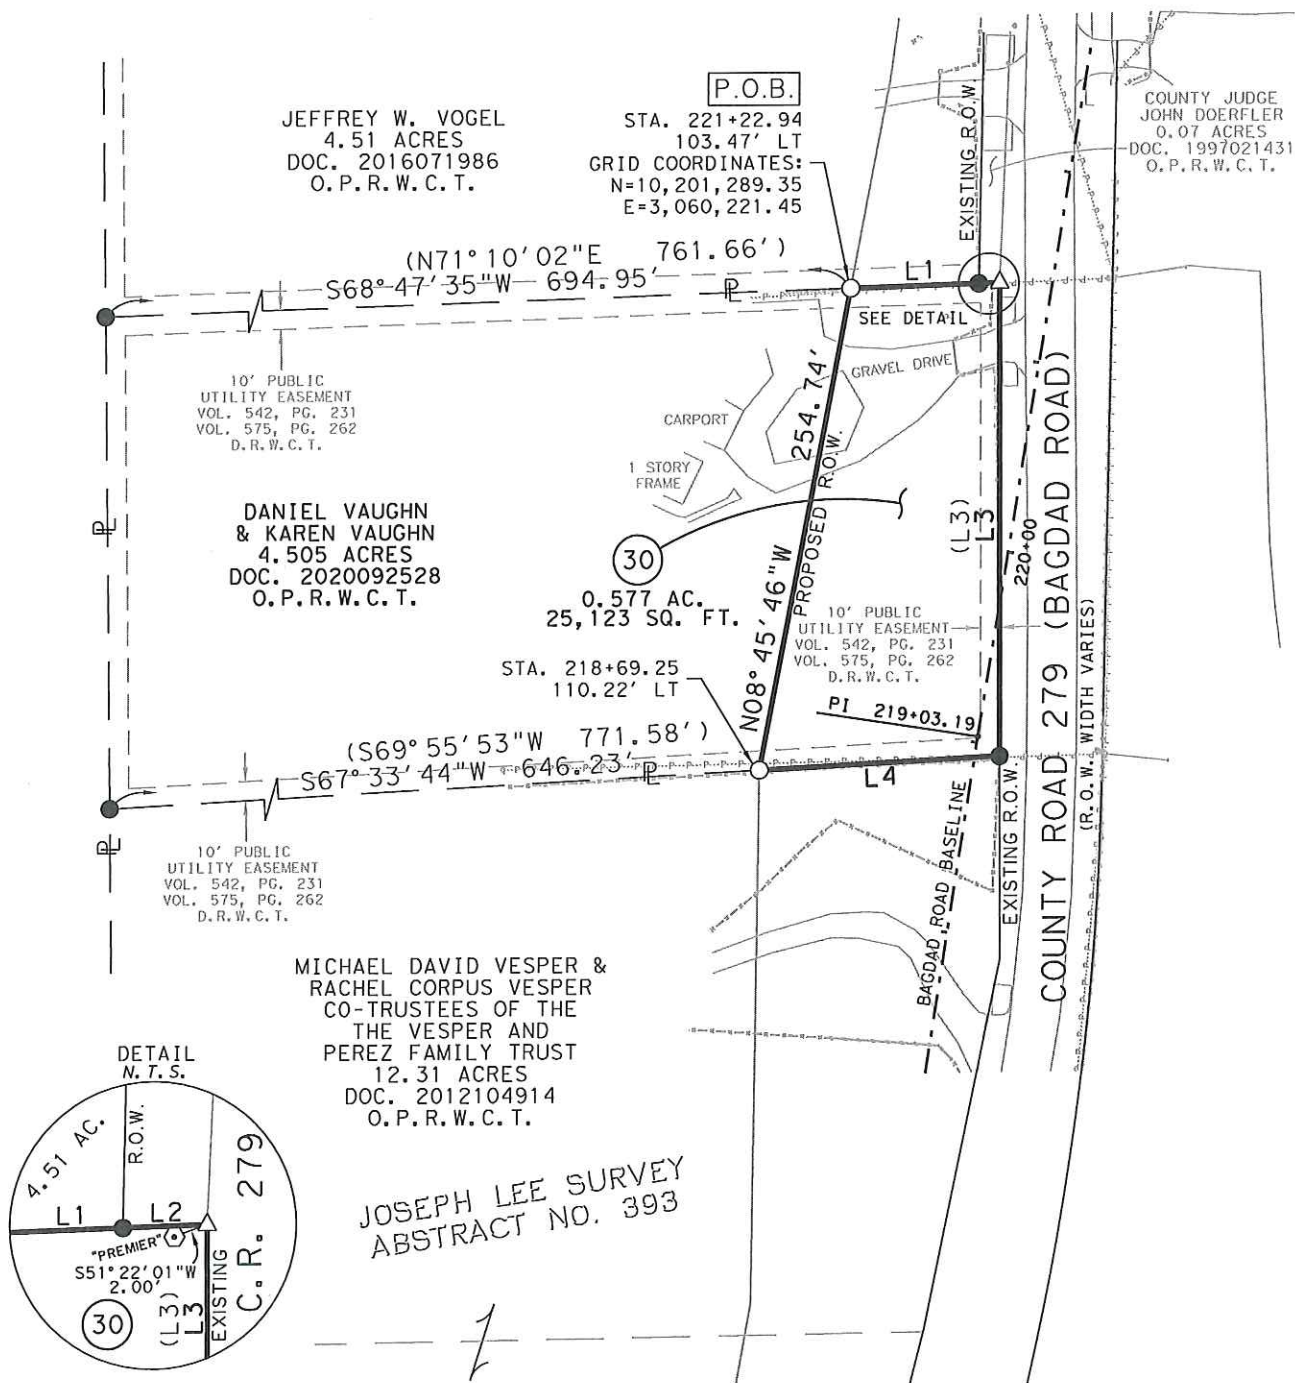 JEFFREY W. VOGEL
4.51 ACRES
DOC. 2016071986
O.P.R.W.C.T.
P.O.B.
STA. 221+22.94
103.47' LT
GRID COORDINATES:
N=10,201,289.35
E=3,060,221.45
EXISTING R.O.W.
COUNTY JUDGE
JOHN DOERFLER
0.07 ACRES
DOC. 1997021431
O.P.R.W.C.T.
(N71°10'02"E 761.66')
S68°47'35"W 694.95'
PL
L1
SEE DETAIL
10' PUBLIC
UTILITY EASEMENT
VOL. 542, PG. 231
VOL. 575, PG. 262
D.R.W.C.T.
GRAVEL DRIVE
CARPORT
1 STORY
FRAME
N08°45'46"W 254.74'
PROPOSED R.O.W.
(L3)
L3
220+00
COUNTY ROAD 279 (BAGDAD ROAD)
(R.O.W. WIDTH VARIES)
PL
DANIEL VAUGHN
& KAREN VAUGHN
4.505 ACRES
DOC. 2020092528
O.P.R.W.C.T.
30
0.577 AC.
25,123 SQ. FT.
10' PUBLIC
UTILITY EASEMENT
VOL. 542, PG. 231
VOL. 575, PG. 262
D.R.W.C.T.
STA. 218+69.25
110.22' LT
PI 219+03.19
(S69°55'53"W 771.58')
S67°33'44"W 646.23'
PL
L4
PL
10' PUBLIC
UTILITY EASEMENT
VOL. 542, PG. 231
VOL. 575, PG. 262
D.R.W.C.T.
BAGDAD ROAD BASELINE
EXISTING R.O.W.
MICHAEL DAVID VESPER &
RACHEL CORPUS VESPER
CO-TRUSTEES OF THE
THE VESPER AND
PEREZ FAMILY TRUST
12.31 ACRES
DOC. 2012104914
O.P.R.W.C.T.
JOSEPH LEE SURVEY
ABSTRACT NO. 393
DETAIL
N.T.S.
4.51 AC.
R.O.W.
L1
L2
"PREMIER"
S51°22'01"W
2.00'
30
(L3)
L3
EXISTING
C.R. 279